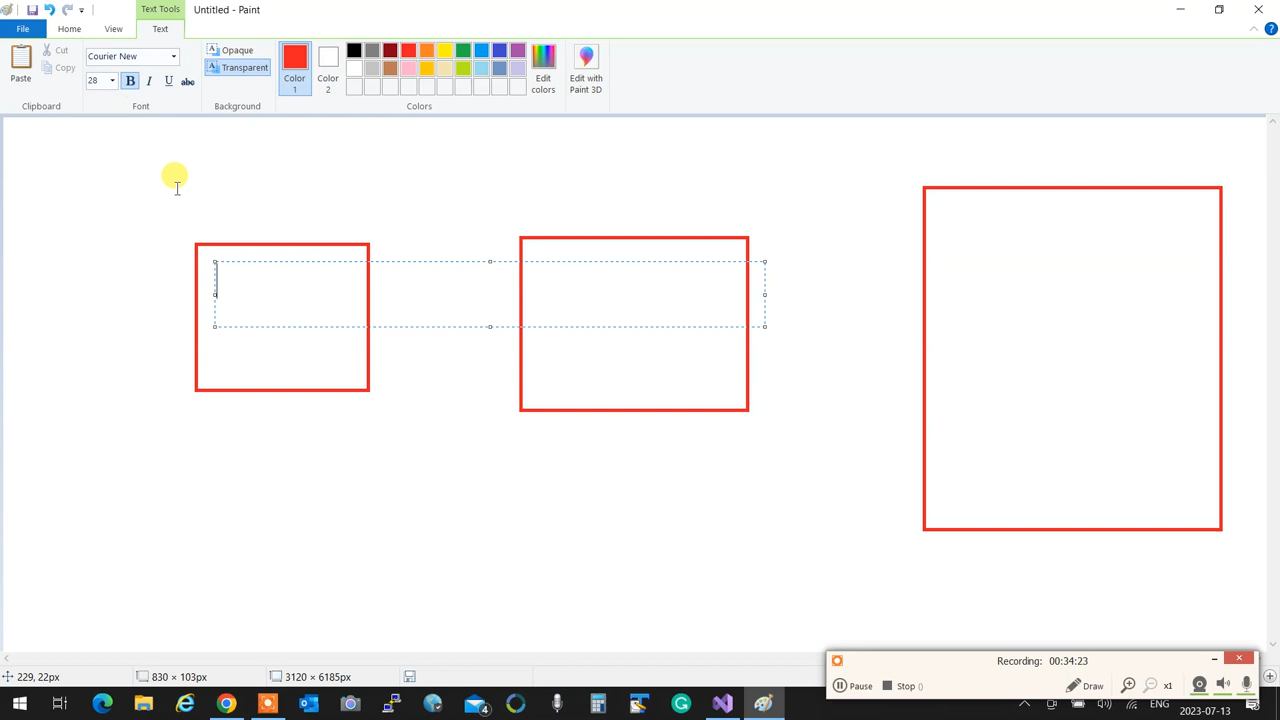 Text Tools
Untitled - Paint
File
Home
View
Text
Paste
Cut
Copy
Clipboard
Courier New
28
B
I
U
abc
Font
A
Opaque
A
Transparent
Background
Color
1
Color
2
Edit
colors
Colors
Edit with
Paint 3D
?
Recording: 00:34:23
Pause
Stop ()
Draw
x1
229, 22px
830 × 103px
3120 × 6185px
4
G
ENG
2023-07-13